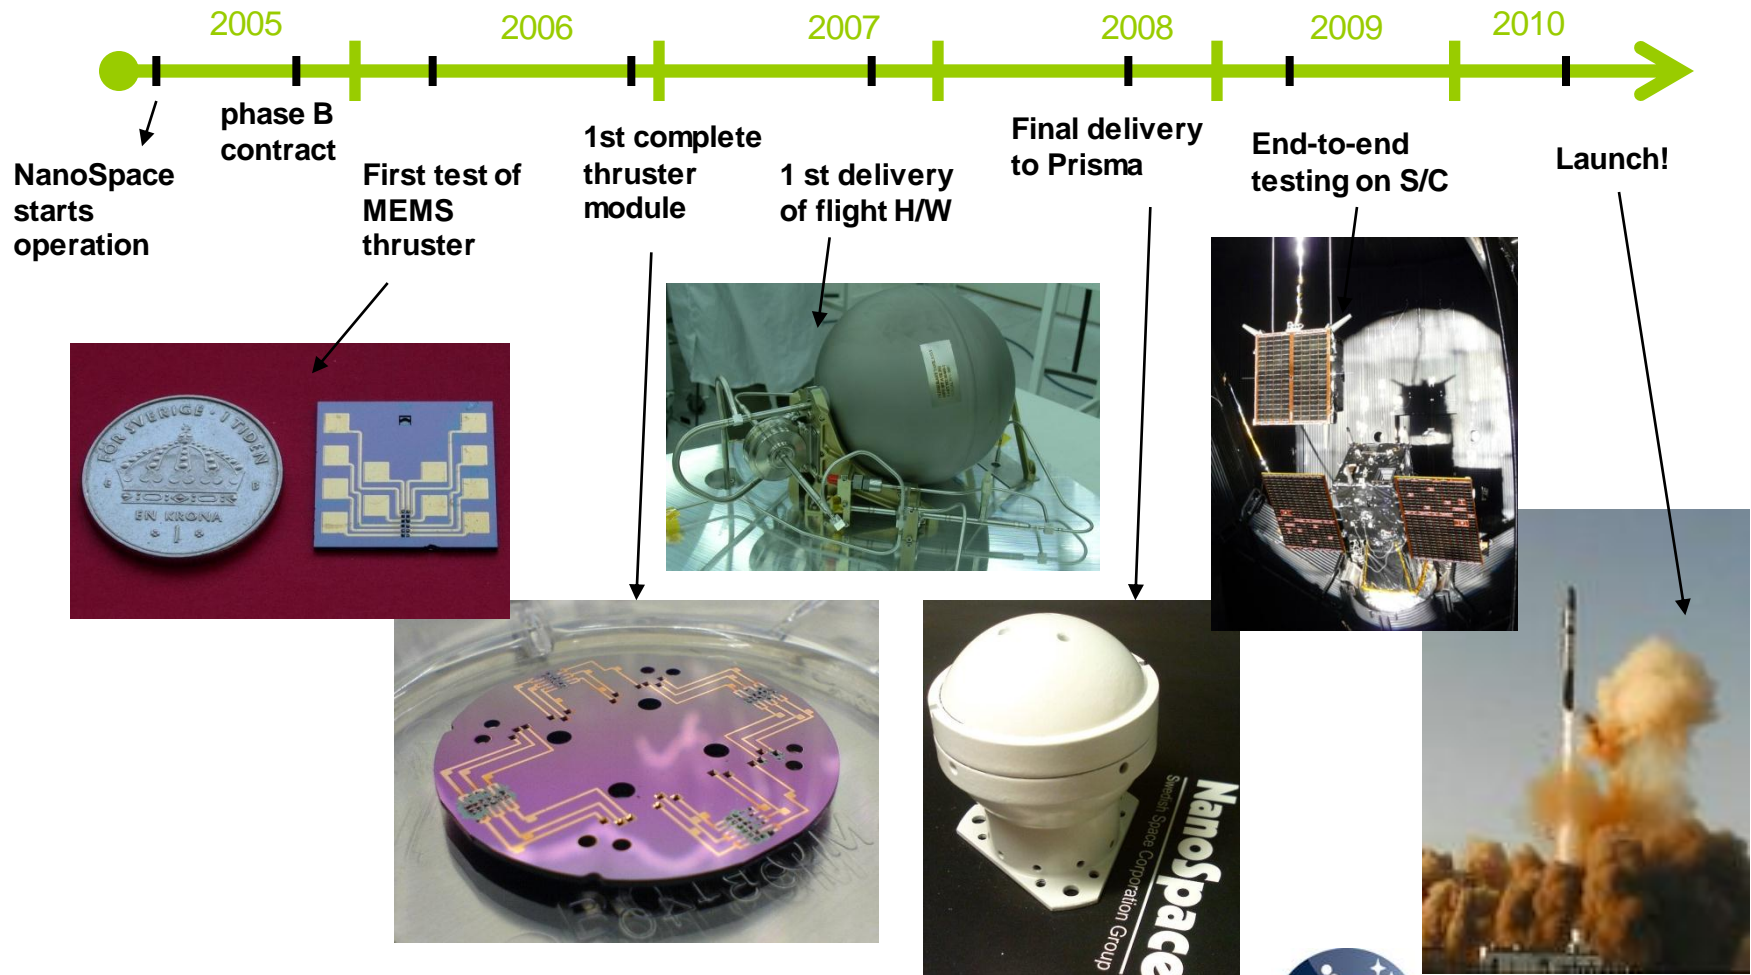 2005
2006
2007
2008
2009
2010
NanoSpace
starts
operation
phase B
contract
First test of
MEMS
thruster
1st complete
thruster
module
1 st delivery
of flight H/W
Final delivery
to Prisma
End-to-end
testing on S/C
Launch!
FÖR SVERIGE · I TIDEN
EN KRONA
1
NanoSpace
Swedish Space Corporation Group